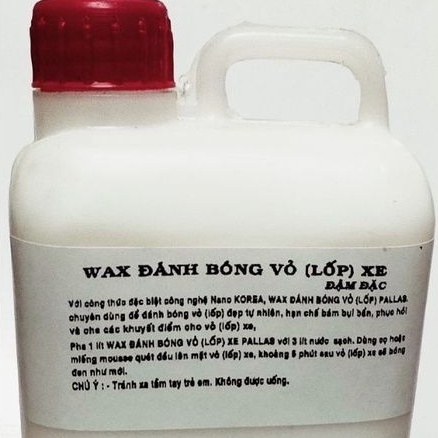 WAX ĐÁNH BÓNG VỎ (LỐP) XE
ĐẬM ĐẶC
Với công thức đặc biệt công nghệ Nano KOREA, WAX ĐÁNH BÓNG VỎ (LỐP) PALLAS.
chuyên dùng để đánh bóng vỏ (lốp) đẹp tự nhiên, hạn chế bám bụi bẩn, phục hồi
và che các khuyết điểm cho vỏ (lốp) xe,
Pha 1 lít WAX ĐÁNH BÓNG VỎ (LỐP) XE PALLAS với 3 lít nước sạch. Dùng cọ hoặc
miếng mousse quét đều lên mặt vỏ (lốp) xe, khoảng 5 phút sau vỏ (lốp) xe sẽ bóng
đen như mới.
CHÚ Ý : - Tránh xa tầm tay trẻ em. Không được uống.